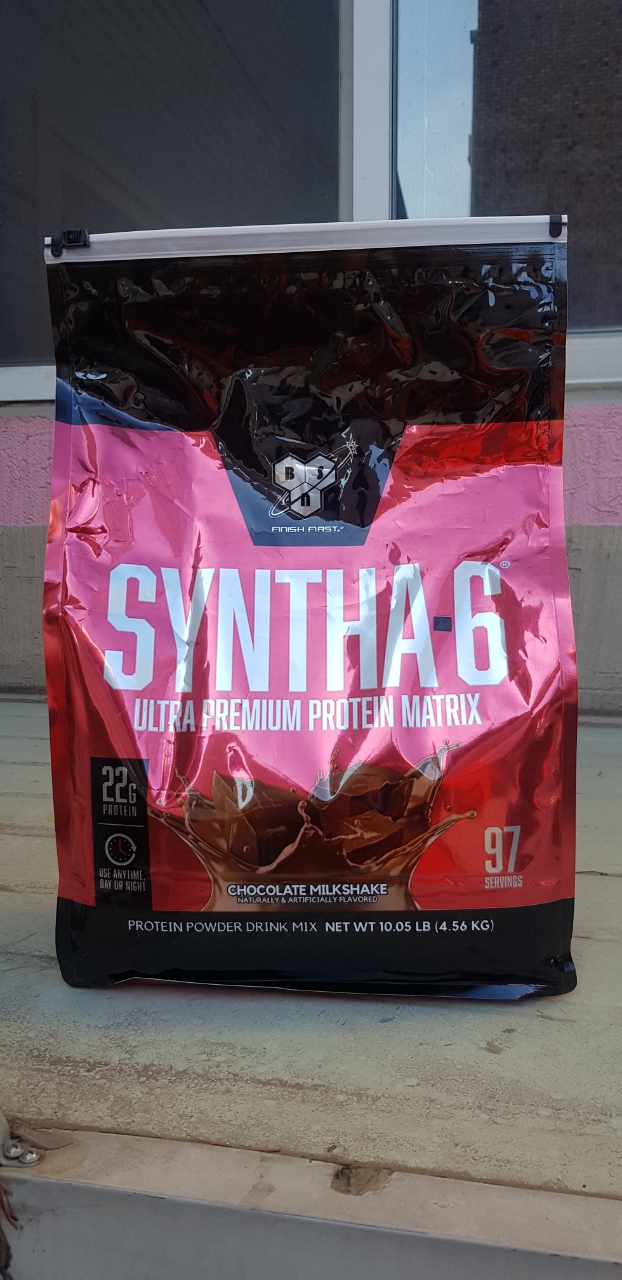 BSN
FINISH FIRST.®
SYNTHA-6®
ULTRA PREMIUM PROTEIN MATRIX
22G
PROTEIN
USE ANYTIME,
DAY OR NIGHT
97
SERVINGS
CHOCOLATE MILKSHAKE
NATURALLY & ARTIFICIALLY FLAVORED
PROTEIN POWDER DRINK MIX NET WT 10.05 LB (4.56 KG)